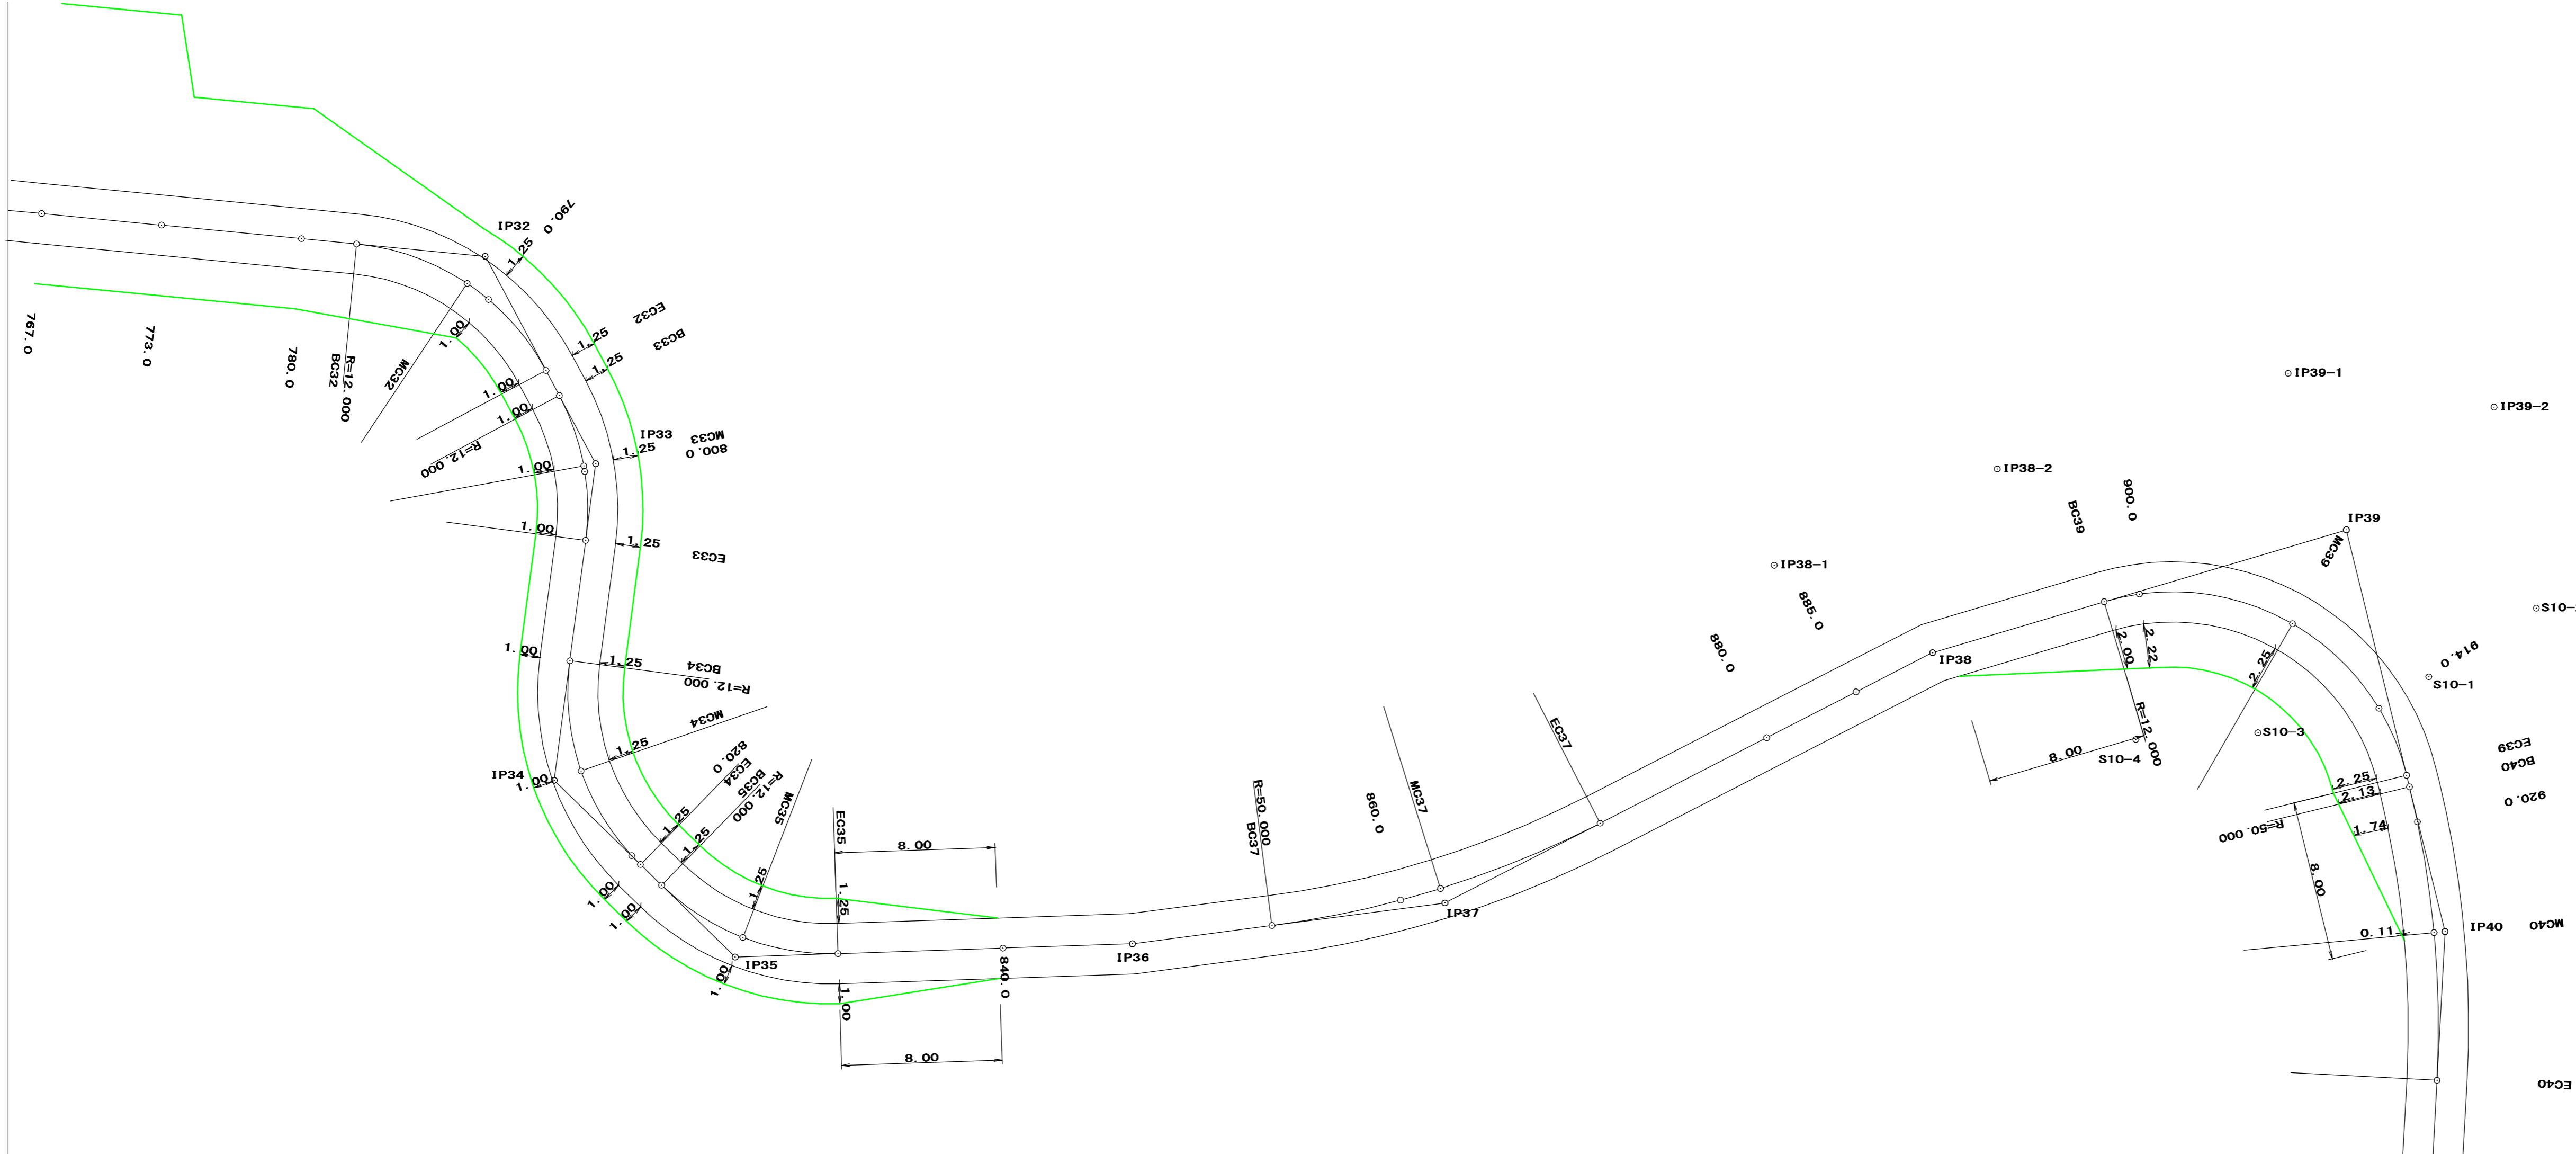 767. 0
773. 0
780. 0
BC32
R=12. 000
MC32
IP32
790. 0
1. 25
1. 00
EC32
1. 25
BC33
1. 25
1. 00
1. 00
R=12. 000
IP33
MC33
800. 0
1. 25
1. 00
1. 00
1. 25
EC33
1. 00
1. 25
BC34
R=12. 000
MC34
1. 25
IP34
1. 00
820. 0
EC34
BC35
R=12. 000
1. 25
1. 25
MC35
1. 00
1. 00
1. 25
IP35
1. 00
EC35
8. 00
1. 25
1. 00
8. 00
840. 0
IP36
R=50. 000
BC37
860. 0
MC37
IP37
EC37
880. 0
885. 0
IP38-1
IP38-2
IP38
BC39
900. 0
IP39-1
IP39-2
IP39
MC39
2. 00
2. 22
2. 25
R=12. 000
8. 00
S10-4
S10-3
S10-1
914. 0
EC39
BC40
920. 0
2. 25
2. 13
R=50. 000
1. 74
8. 00
0. 11
IP40
MC40
EC40